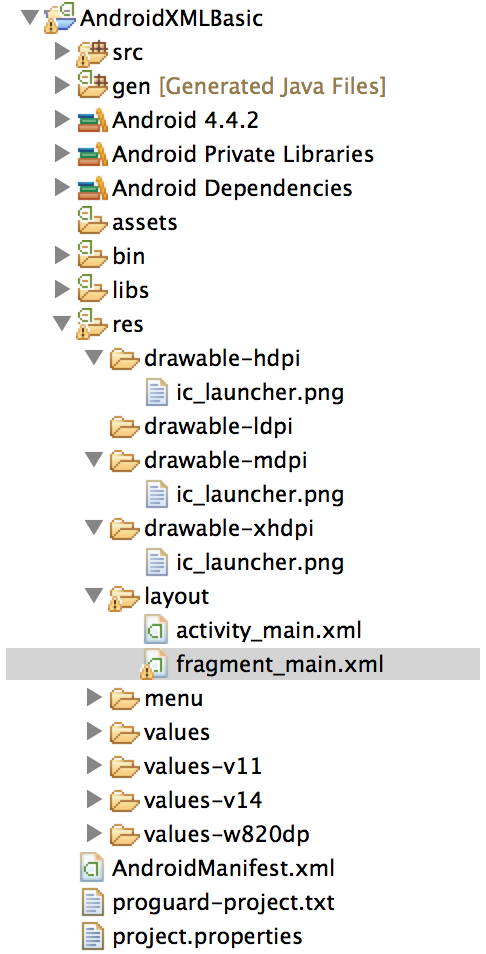 AndroidXMLBasic
src
gen [Generated Java Files]
Android 4.4.2
Android Private Libraries
Android Dependencies
assets
bin
libs
res
drawable-hdpi
ic_launcher.png
drawable-ldpi
drawable-mdpi
ic_launcher.png
drawable-xhdpi
ic_launcher.png
layout
activity_main.xml
fragment_main.xml
menu
values
values-v11
values-v14
values-w820dp
AndroidManifest.xml
proguard-project.txt
project.properties